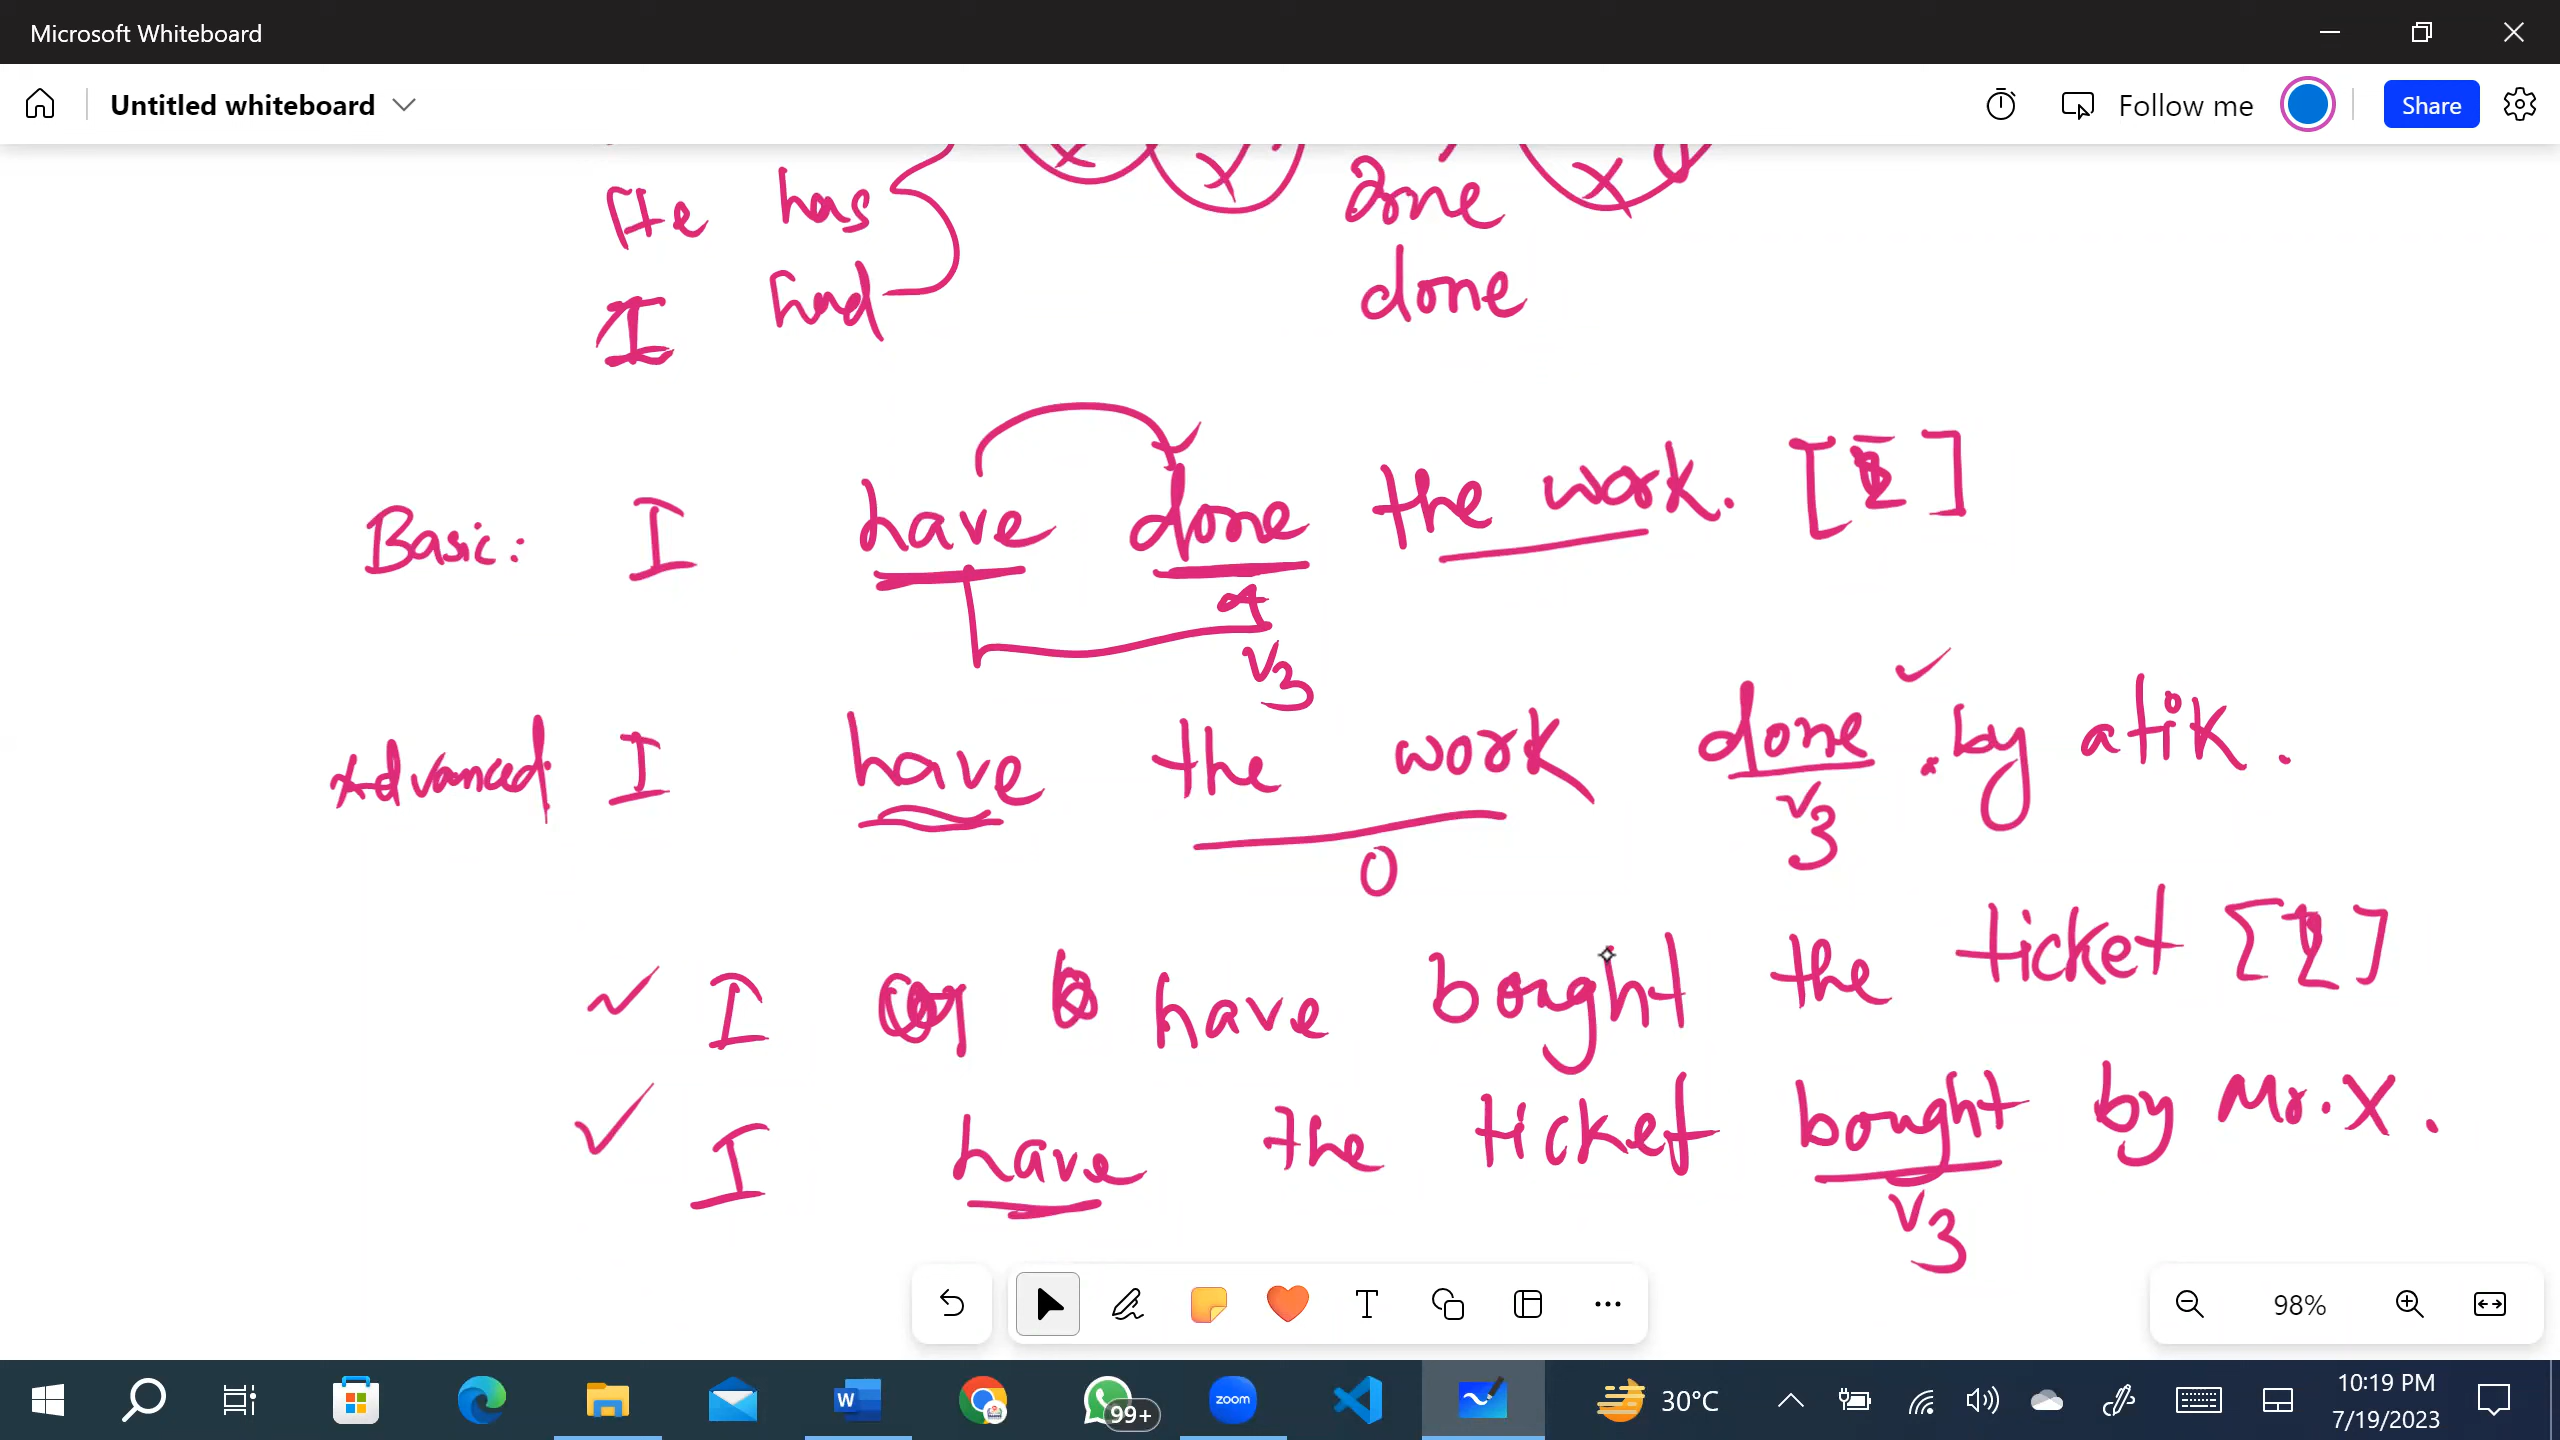 Microsoft Whiteboard
Untitled whiteboard
Follow me
Share
He has
done
I had
done
Basic: I have done the work.
V3
Advanced I have the work done. by atik.
O
V3
I have bought the ticket
I have the ticket bought by Mr. X.
V3
T
98%
W
99+
zoom
30°C
10:19 PM
7/19/2023